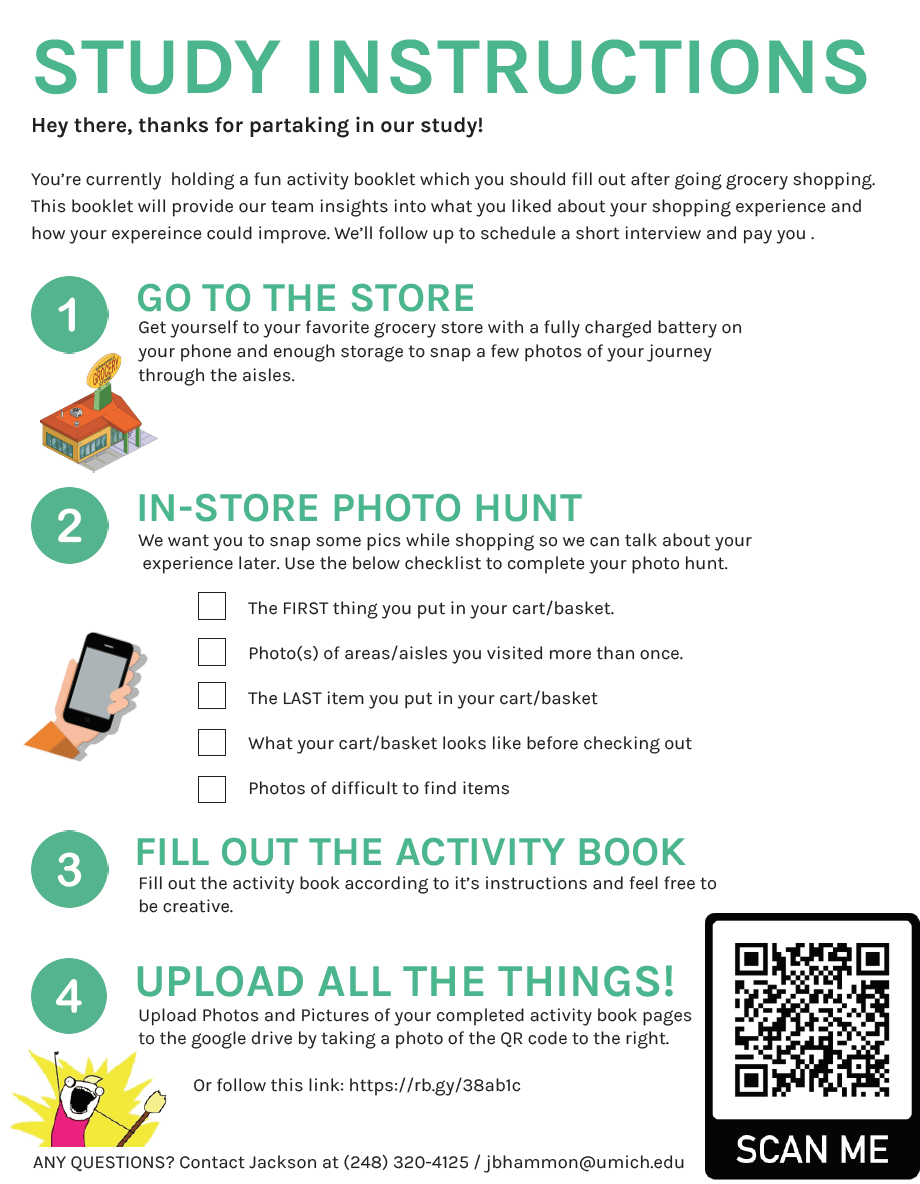 STUDY INSTRUCTIONS
Hey there, thanks for partaking in our study!
You're currently  holding a fun activity booklet which you should fill out after going grocery shopping.
This booklet will provide our team insights into what you liked about your shopping experience and
how your expereince could improve. We'll follow up to schedule a short interview and pay you .
1
GO TO THE STORE
Get yourself to your favorite grocery store with a fully charged battery on
your phone and enough storage to snap a few photos of your journey
through the aisles.
GROCERY
2
IN-STORE PHOTO HUNT
We want you to snap some pics while shopping so we can talk about your
experience later. Use the below checklist to complete your photo hunt.
The FIRST thing you put in your cart/basket.
Photo(s) of areas/aisles you visited more than once.
The LAST item you put in your cart/basket
What your cart/basket looks like before checking out
Photos of difficult to find items
3
FILL OUT THE ACTIVITY BOOK
Fill out the activity book according to it's instructions and feel free to
be creative.
4
UPLOAD ALL THE THINGS!
Upload Photos and Pictures of your completed activity book pages
to the google drive by taking a photo of the QR code to the right.
Or follow this link: https://rb.gy/38ab1c
SCAN ME
ANY QUESTIONS? Contact Jackson at (248) 320-4125 / jbhammon@umich.edu